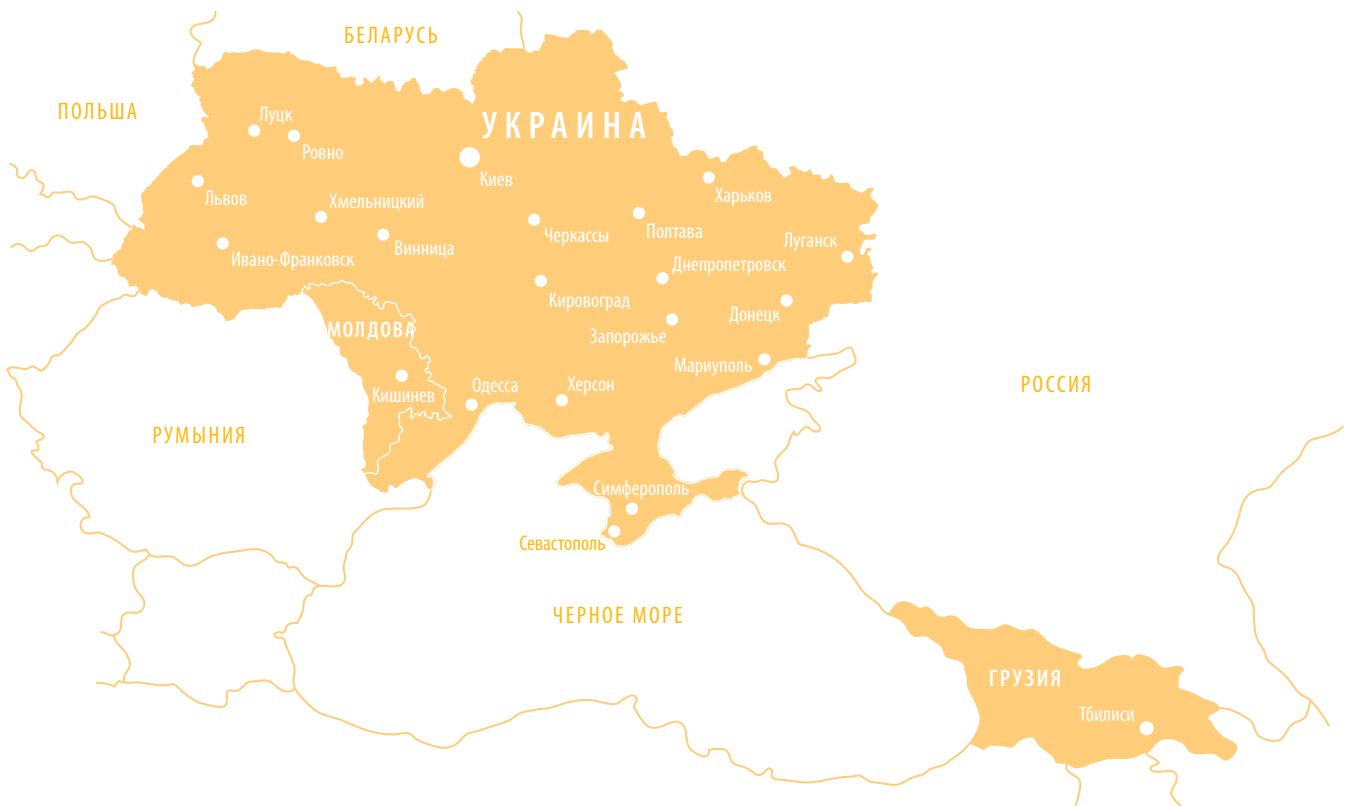 БЕЛАРУСЬ
ПОЛЬША
Луцк
УКРАИНА
Ровно
Киев
Харьков
Львов
Хмельницкий
Черкассы
Полтава
Луганск
Винница
Ивано-Франковск
Днепропетровск
Кировоград
Донецк
МОЛДОВА
Запорожье
Мариуполь
Кишинев
Одесса
Херсон
РОССИЯ
РУМЫНИЯ
Симферополь
Севастополь
ЧЕРНОЕ МОРЕ
ГРУЗИЯ
Тбилиси